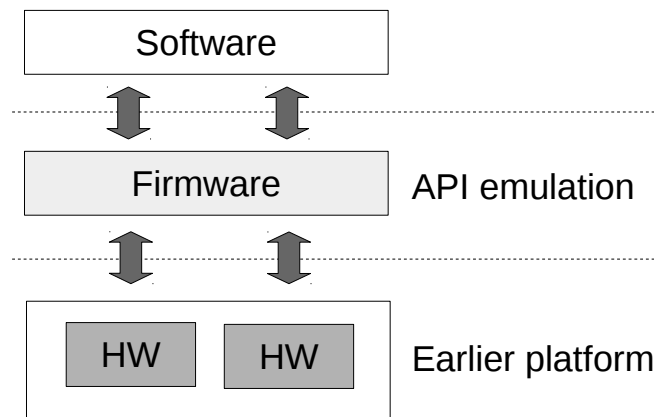 Software
Firmware
API emulation
HW
HW
Earlier platform